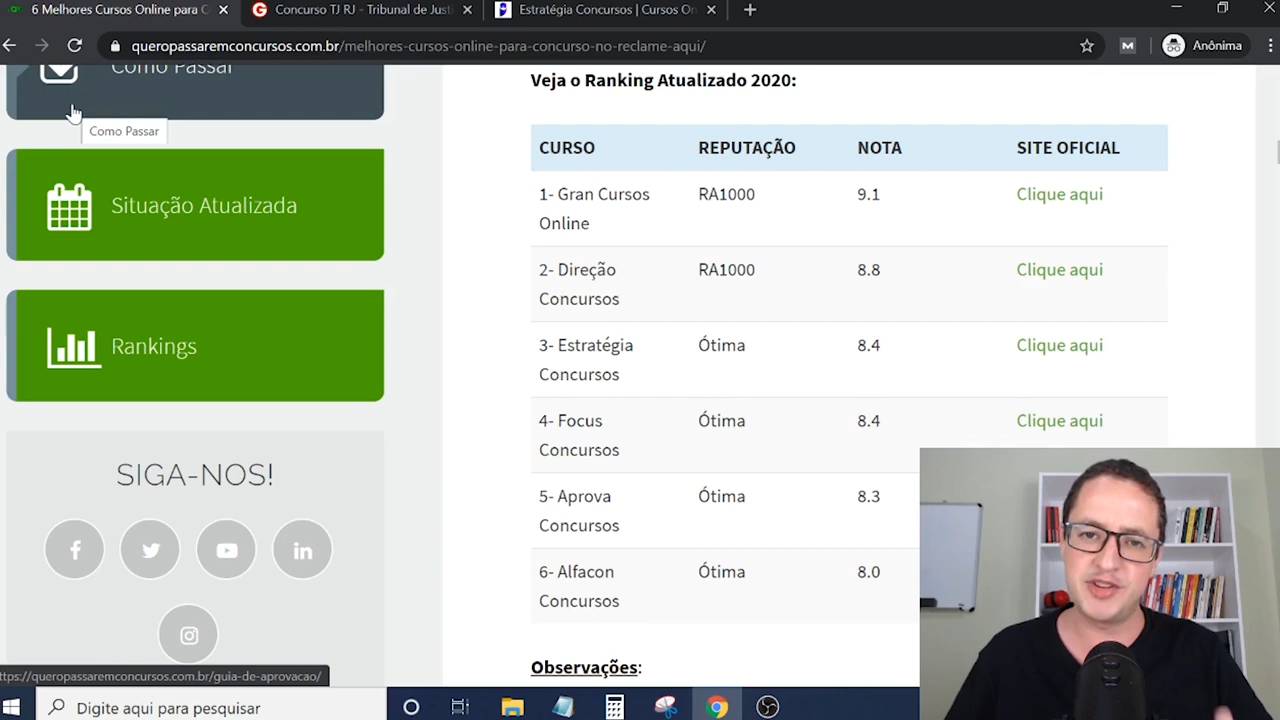 6 Melhores Cursos Online para C
Concurso TJ RJ - Tribunal de Just
Estratégia Concursos | Cursos On
queropassaremconcursos.com.br/melhores-cursos-online-para-concurso-no-reclame-aqui/
M
Anônima
Como Passar
Como Passar
Situação Atualizada
Rankings
SIGA-NOS!
Veja o Ranking Atualizado 2020:
CURSO REPUTAÇÃO NOTA SITE OFICIAL
1- Gran Cursos Online RA1000 9.1 Clique aqui
2- Direção Concursos RA1000 8.8 Clique aqui
3- Estratégia Concursos Ótima 8.4 Clique aqui
4- Focus Concursos Ótima 8.4 Clique aqui
5- Aprova Concursos Ótima 8.3
6- Alfacon Concursos Ótima 8.0
Observações:
ttps://queropassaremconcursos.com.br/guia-de-aprovacao/
Digite aqui para pesquisar